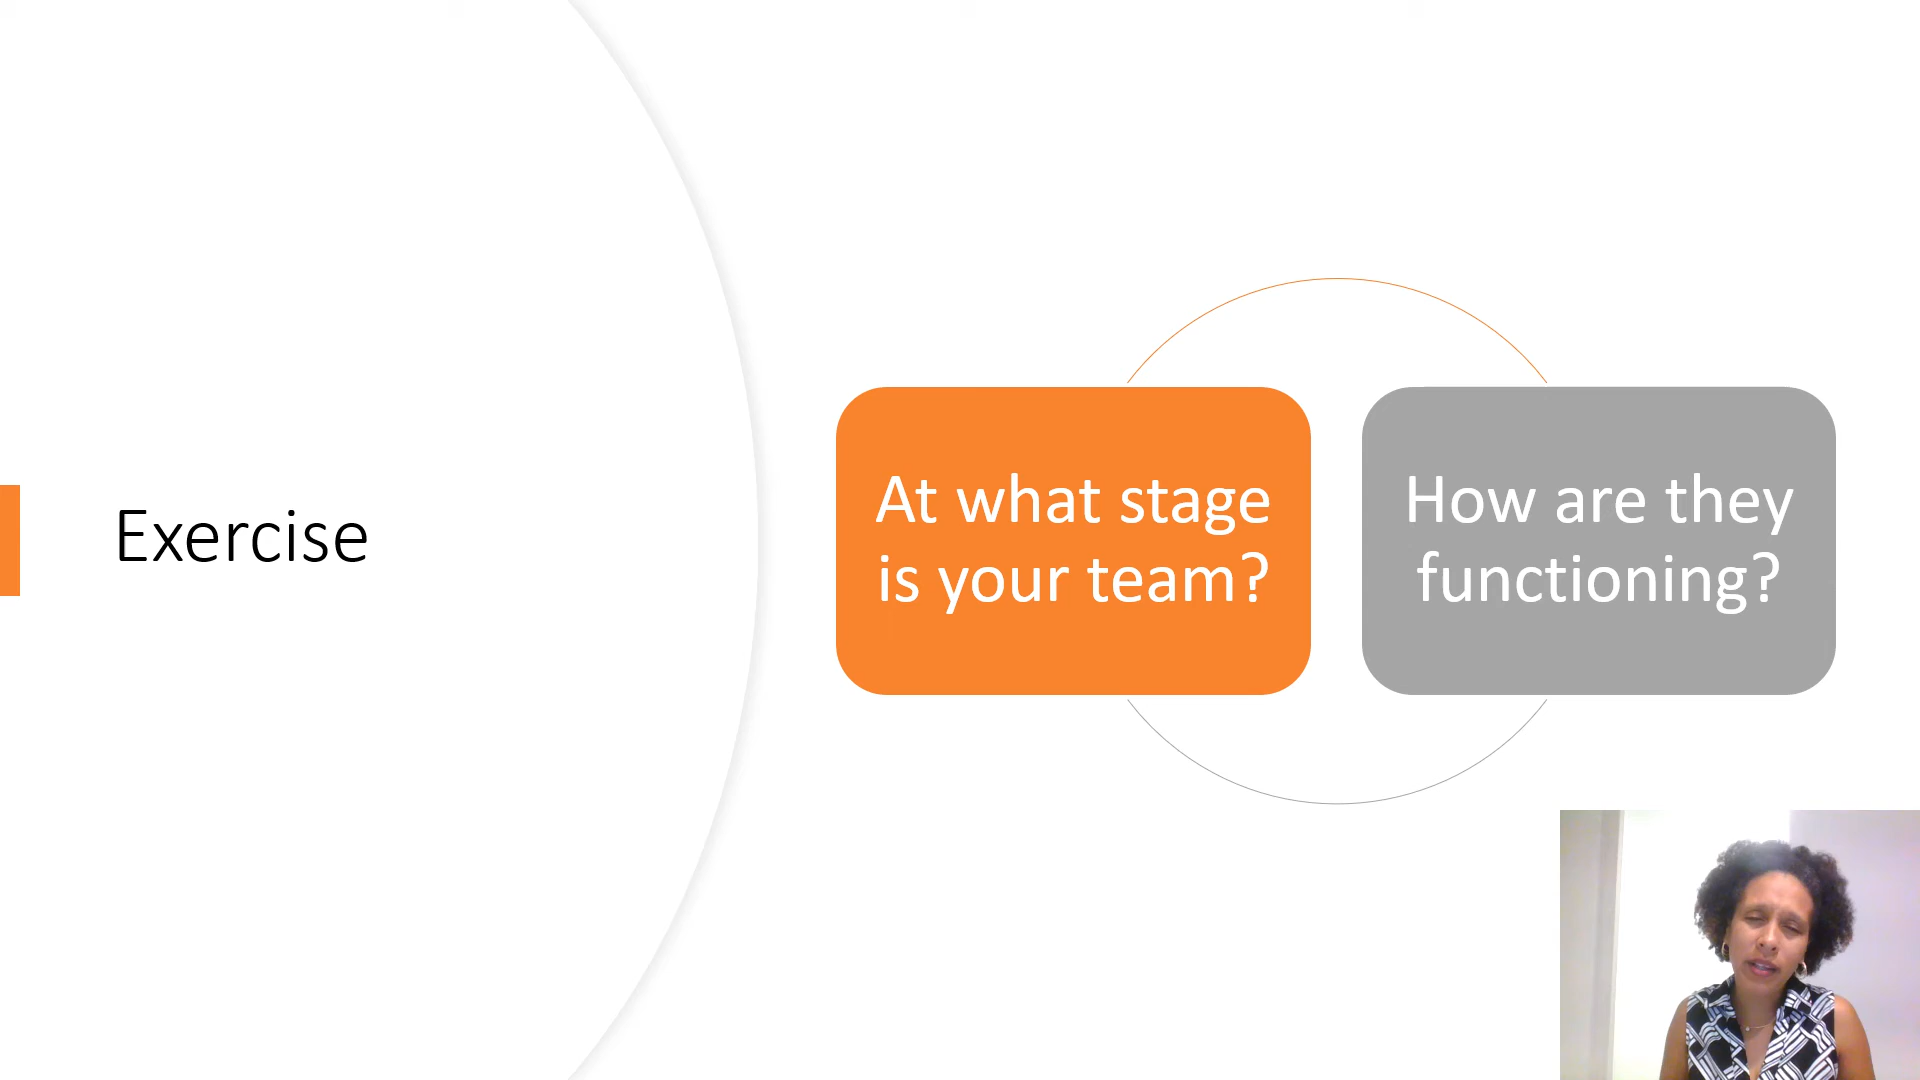 Exercise
At what stage
is your team?
How are they
functioning?